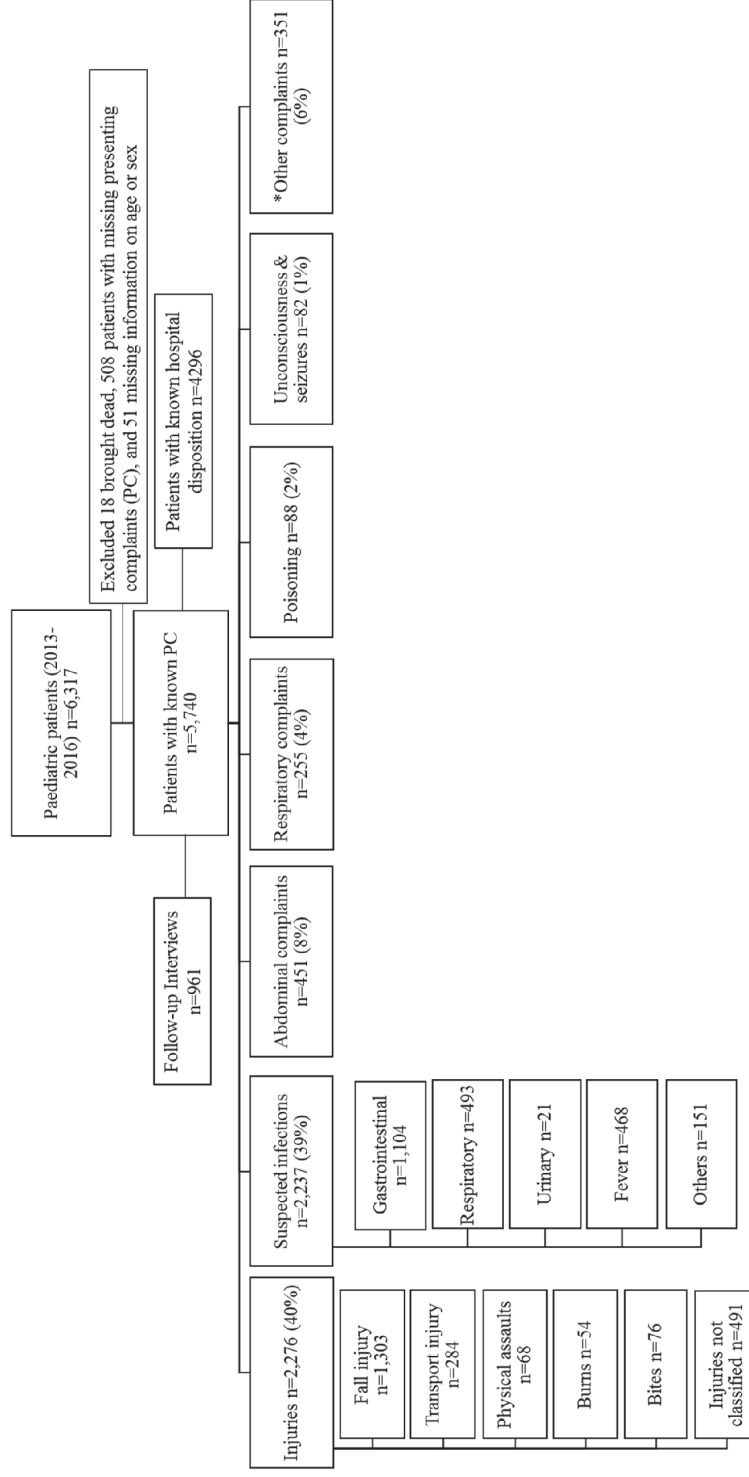 Paediatric patients (2013-
2016) n=6,317
Excluded 18 brought dead, 508 patients with missing presenting
complaints (PC), and 51 missing information on age or sex
Follow-up Interviews
n=961
Patients with known PC
n=5,740
Patients with known hospital
disposition n=4296
Injuries n=2,276 (40%)
Fall injury
n=1,303
Transport injury
n=284
Physical assaults
n=68
Burns n=54
Bites n=76
Injuries not
classified n=491
Suspected infections
n=2,237 (39%)
Gastrointestinal
n=1,104
Respiratory n=493
Urinary n=21
Fever n=468
Others n=151
Abdominal complaints
n=451 (8%)
Respiratory complaints
n=255 (4%)
Poisoning n=88 (2%)
Unconsciousness &
seizures n=82 (1%)
*Other complaints n=351
(6%)